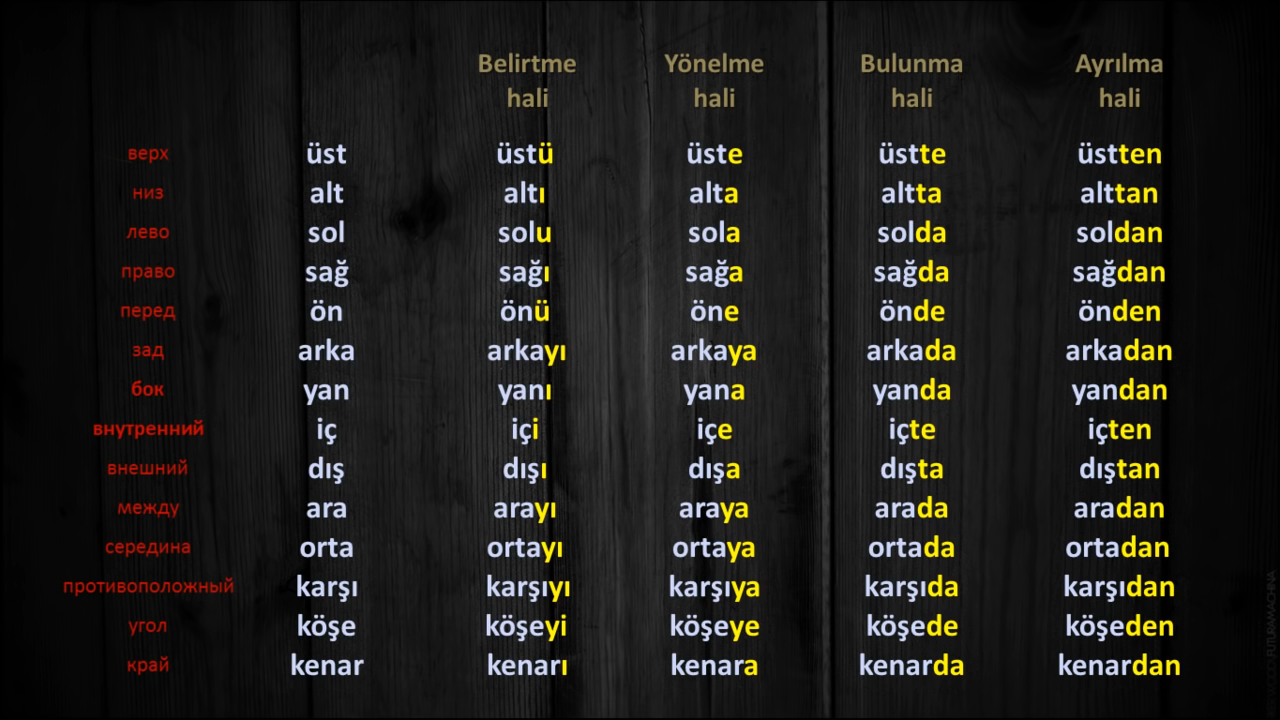 Belirtme hali Yönelme hali Bulunma hali Ayrılma hali
верх üst üstü üste üstte üstten
низ alt altı alta altta alttan
лево sol solu sola solda soldan
право sağ sağı sağa sağda sağdan
перед ön önü öne önde önden
зад arka arkayı arkaya arkada arkadan
бок yan yanı yana yanda yandan
внутренний iç içi içe içte içten
внешний dış dışı dışa dışta dıştan
между ara arayı araya arada aradan
середина orta ortayı ortaya ortada ortadan
противоположный karşı karşıyı karşıya karşıda karşıdan
угол köşe köşeyi köşeye köşede köşeden
край kenar kenarı kenara kenarda kenardan